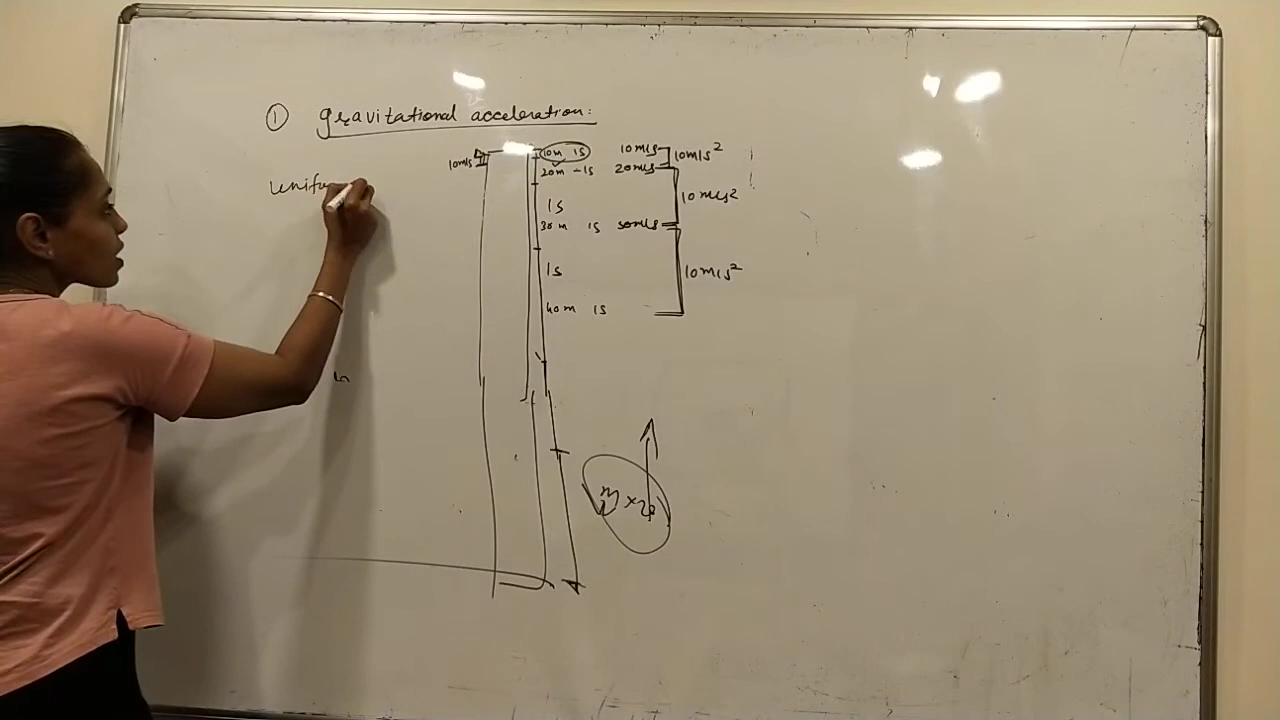 ① gravitational acceleration:
10m 1s 10m/s 10m/s²
10m/s
20m - 1s 20m/s
Unifo
1s 10m/s²
30m 1s 30m/s
1s 10m/s²
40m 1s